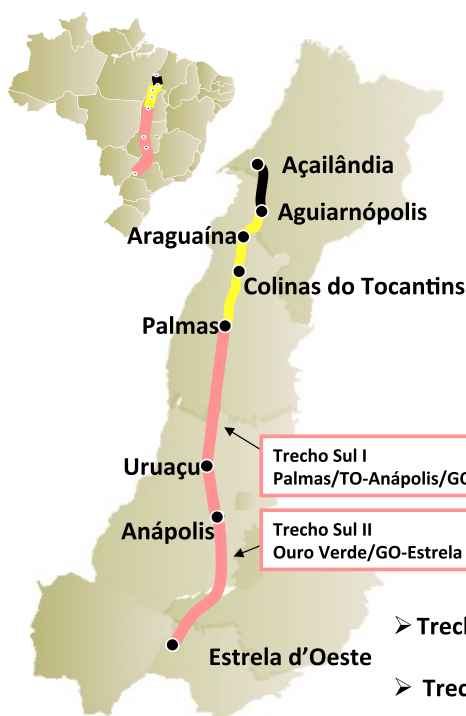 Açailândia
Aguiarnópolis
Araguaína
Colinas do Tocantins
Palmas
Trecho Sul I
Palmas/TO-Anápolis/GO
Uruaçu
Anápolis
Trecho Sul II
Ouro Verde/GO-Estrela
Estrela d’Oeste